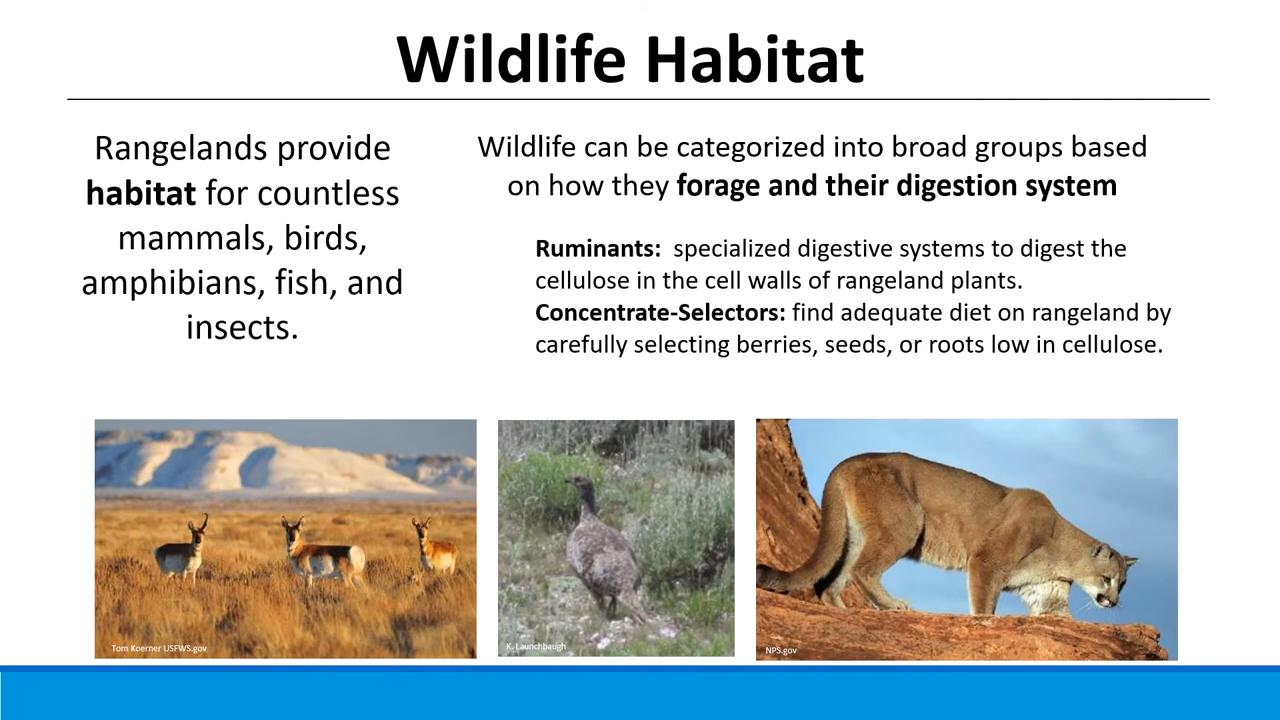 Wildlife Habitat
Rangelands provide
habitat for countless
mammals, birds,
amphibians, fish, and
insects.
Wildlife can be categorized into broad groups based
on how they forage and their digestion system
Ruminants:  specialized digestive systems to digest the
cellulose in the cell walls of rangeland plants.
Concentrate-Selectors: find adequate diet on rangeland by
carefully selecting berries, seeds, or roots low in cellulose.
Tom Koerner USFWS.gov
K. Launchbaugh
NPS.gov